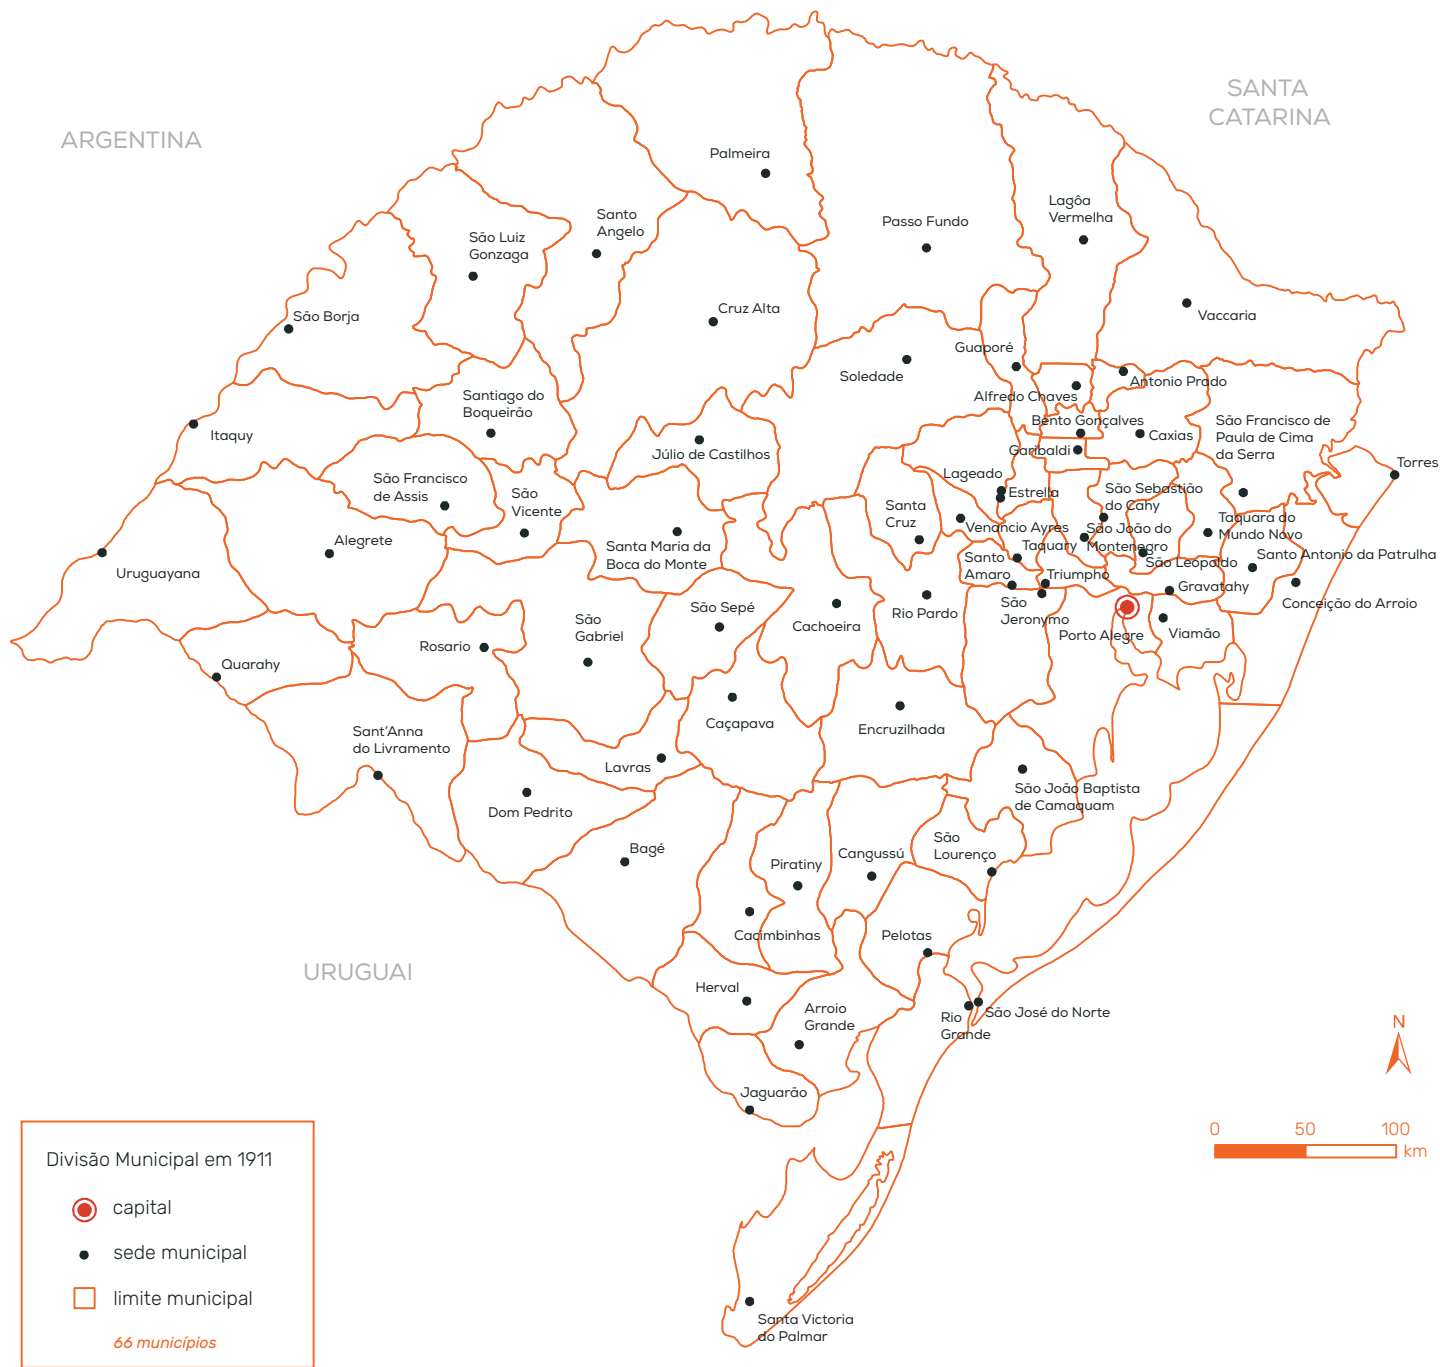 SANTA
CATARINA
ARGENTINA
Palmeira
Lagôa
Vermelha
Santo
Angelo
Passo Fundo
São Luiz
Gonzaga
São Borja
Cruz Alta
Vaccaria
Guaporé
Soledade
Antonio Prado
Alfredo Chaves
Santiago do
Boqueirão
Bento Gonçalves
São Francisco de
Paula de Cima
da Serra
Itaquy
Caxias
Júlio de Castilhos
Garibaldi
Torres
São Francisco
de Assis
Lageado
Estrella
São Sebastião
do Cahy
São
Vicente
Santa
Cruz
Venancio Ayres
Taquara do
Mundo Novo
São João do
Montenegro
Alegrete
Santa Maria da
Boca do Monte
Taquary
Santo Antonio da Patrulha
São Leopoldo
Uruguayana
Santo
Amaro
Triumpho
Gravatahy
Conceição do Arroio
São Sepé
São
Jeronymo
Rio Pardo
Cachoeira
São
Gabriel
Porto Alegre
Viamão
Rosario
Quarahy
Caçapava
Encruzilhada
Sant'Anna
do Livramento
Lavras
São João Baptista
de Camaquam
Dom Pedrito
Bagé
São
Lourenço
Cangussú
Piratiny
Cacimbinhas
Pelotas
URUGUAI
Herval
Arroio
Grande
Rio
Grande
São José do Norte
N
Jaguarão
0 50 100
km
Divisão Municipal em 1911
capital
sede municipal
limite municipal
66 municípios
Santa Victoria
do Palmar